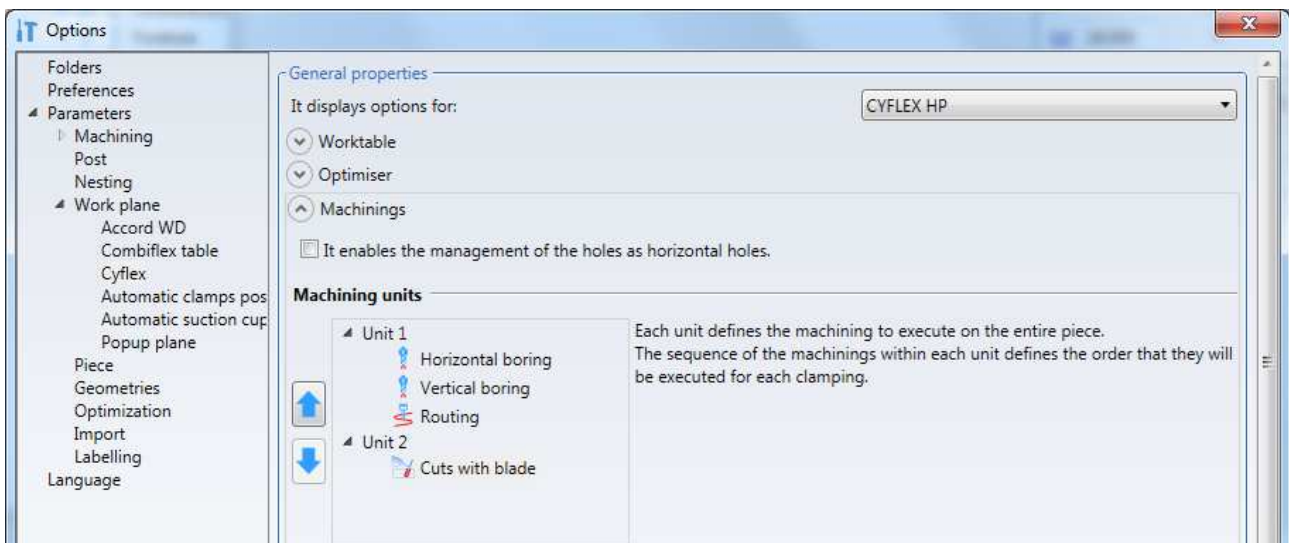 Options
Folders
Preferences
Parameters
Machining
Post
Nesting
Work plane
Accord WD
Combiflex table
Cyflex
Automatic clamps pos
Automatic suction cup
Popup plane
Piece
Geometries
Optimization
Import
Labelling
Language
General properties
It displays options for:
CYFLEX HP
Worktable
Optimiser
Machinings
It enables the management of the holes as horizontal holes.
Machining units
Unit 1
Horizontal boring
Vertical boring
Routing
Unit 2
Cuts with blade
Each unit defines the machining to execute on the entire piece.
The sequence of the machinings within each unit defines the order that they will
be executed for each clamping.